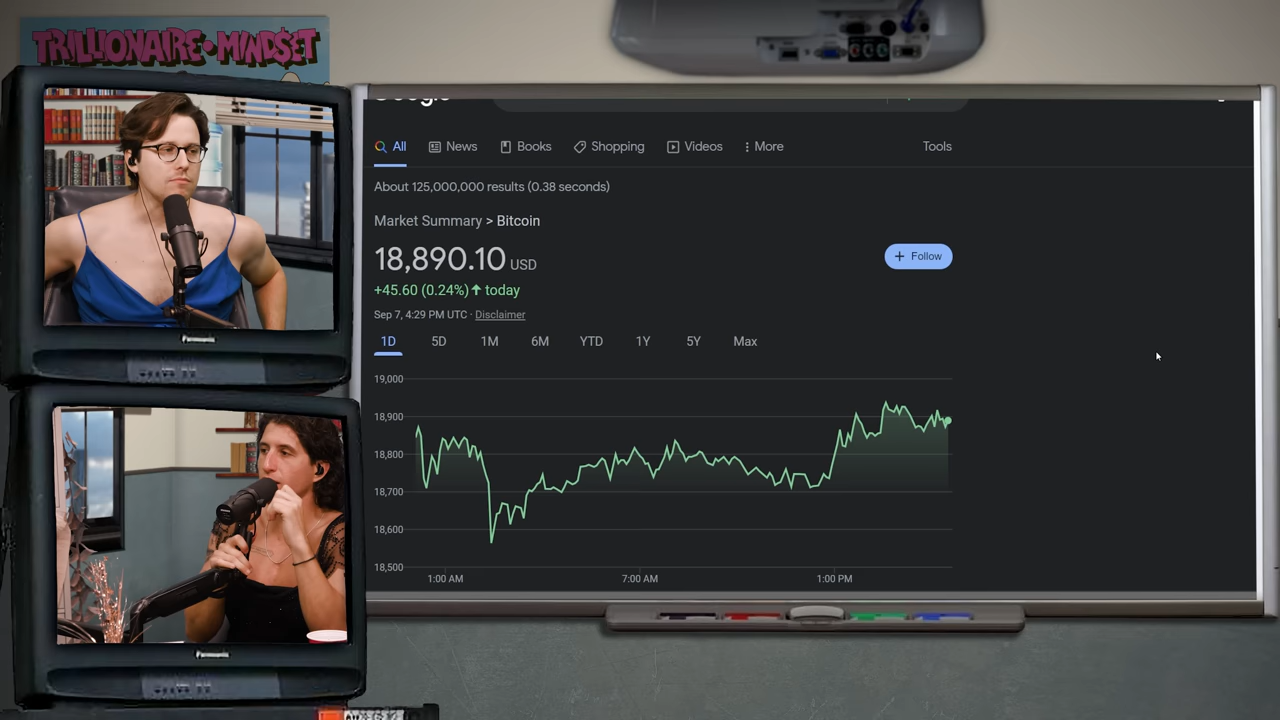 TRILLIONAIRE • MINDSET
Google
All News Books Shopping Videos More Tools
About 125,000,000 results (0.38 seconds)
Market Summary > Bitcoin
18,890.10 USD
+ Follow
+45.60 (0.24%) ↑ today
Sep 7, 4:29 PM UTC · Disclaimer
1D 5D 1M 6M YTD 1Y 5Y Max
19,000
18,900
18,800
18,700
18,600
18,500
1:00 AM 7:00 AM 1:00 PM
Panasonic
Panasonic